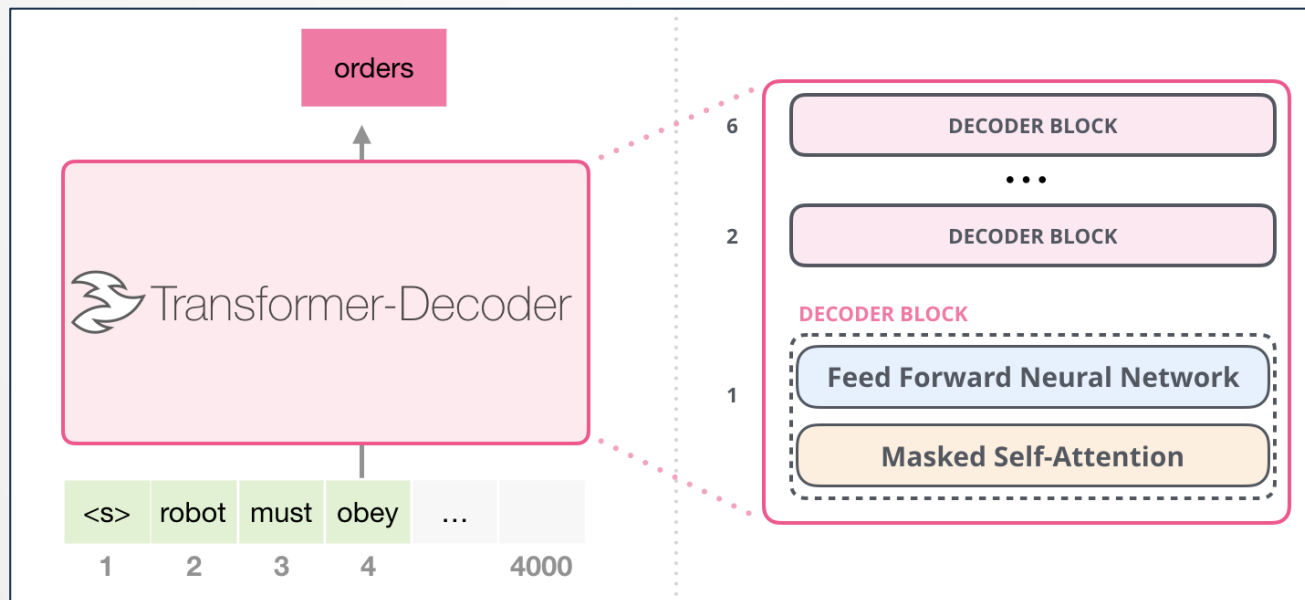 orders
Transformer-Decoder
<s> robot must obey ...
1 2 3 4 4000
6 DECODER BLOCK
...
2 DECODER BLOCK
DECODER BLOCK
1
Feed Forward Neural Network
Masked Self-Attention